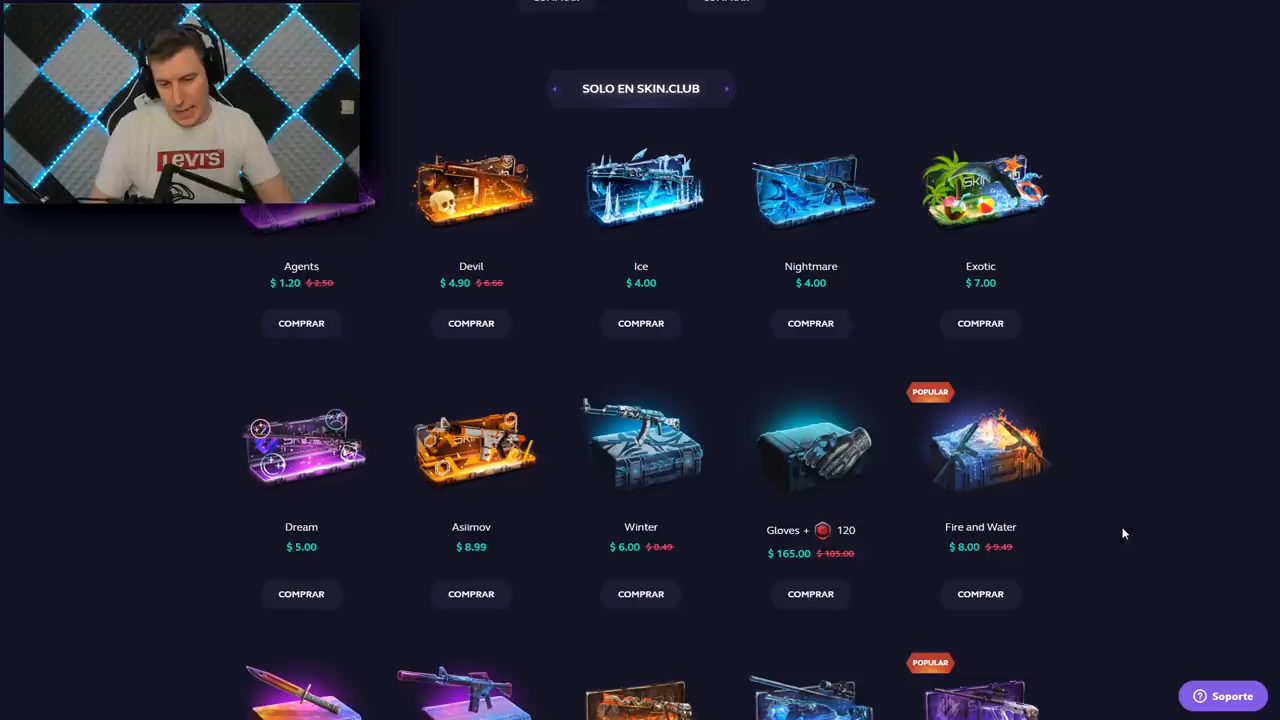 SOLO EN SKIN.CLUB
LEVI'S
Agents
$ 1.20 $ 2.50
COMPRAR
Devil
$ 4.90 $ 6.66
COMPRAR
Ice
$ 4.00
COMPRAR
Nightmare
$ 4.00
COMPRAR
Exotic
$ 7.00
COMPRAR
Dream
$ 5.00
COMPRAR
Asiimov
$ 8.99
COMPRAR
Winter
$ 6.00 $ 8.49
COMPRAR
Gloves + 120
$ 165.00 $ 185.00
COMPRAR
POPULAR
Fire and Water
$ 8.00 $ 9.49
COMPRAR
POPULAR
Soporte